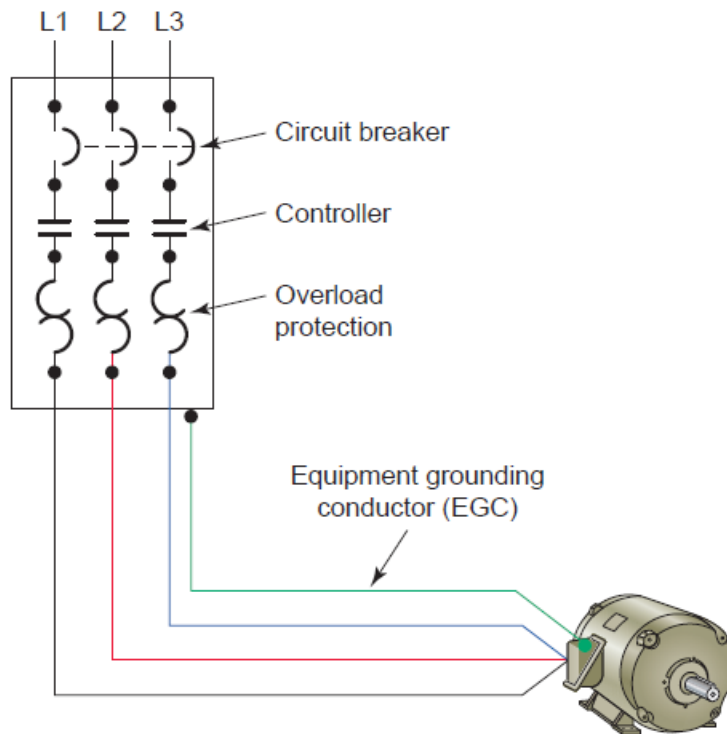 L1 L2 L3
Circuit breaker
Controller
Overload
protection
Equipment grounding
conductor (EGC)